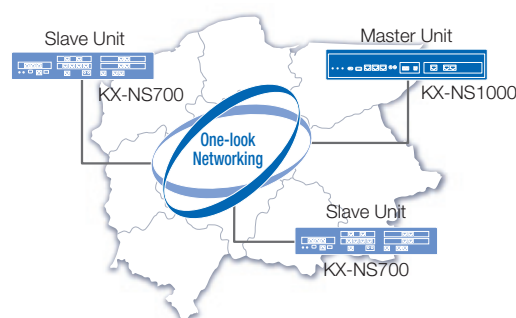 Slave Unit
KX-NS700
Master Unit
KX-NS1000
One-look
Networking
Slave Unit
KX-NS700